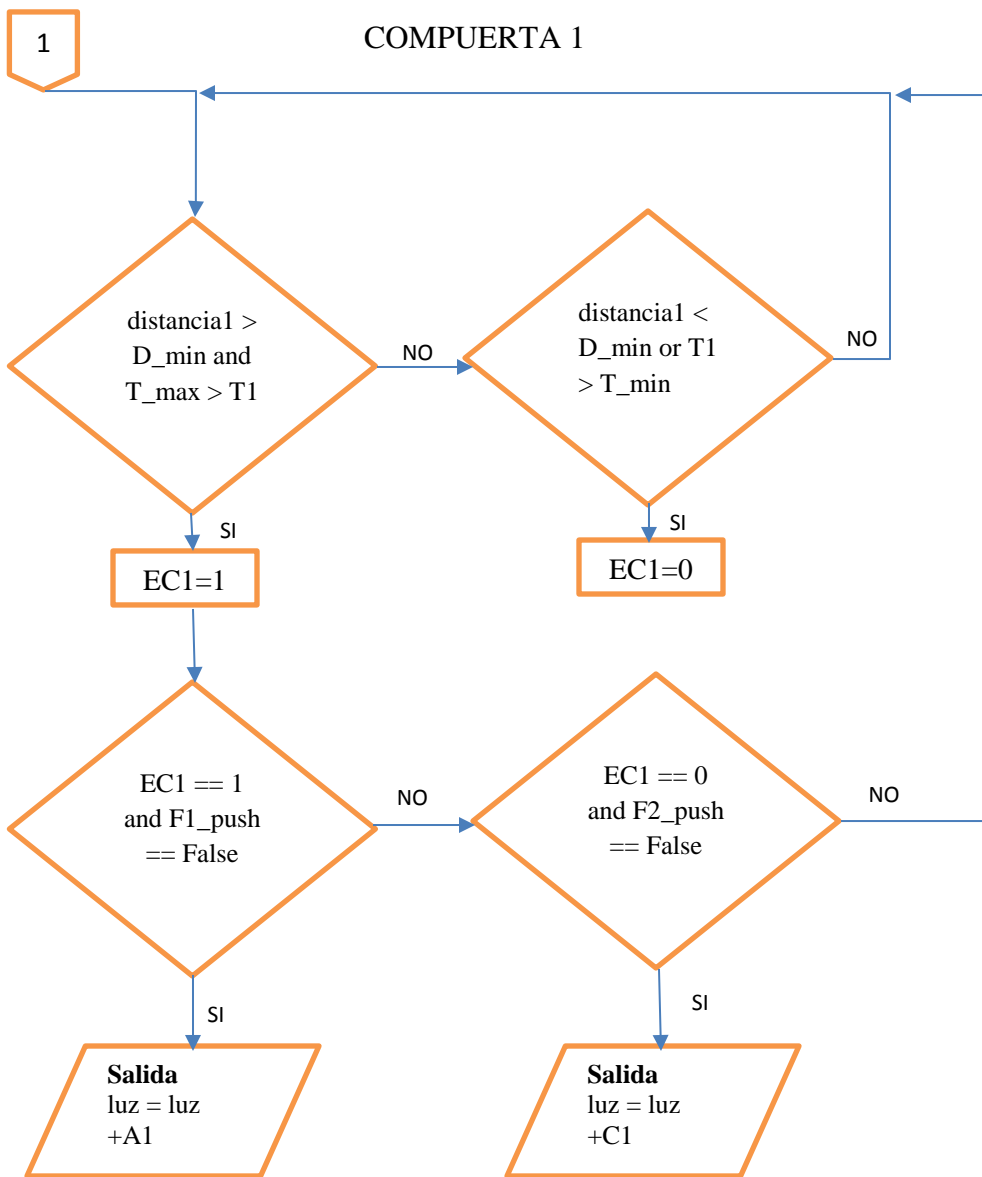 1
COMPUERTA 1
distancia1 >
D_min and
T_max > T1
NO
distancia1 <
D_min or T1
> T_min
NO
SI
SI
EC1=1
EC1=0
EC1 == 1
and F1_push
== False
NO
EC1 == 0
and F2_push
== False
NO
SI
SI
Salida
luz = luz
+A1
Salida
luz = luz
+C1